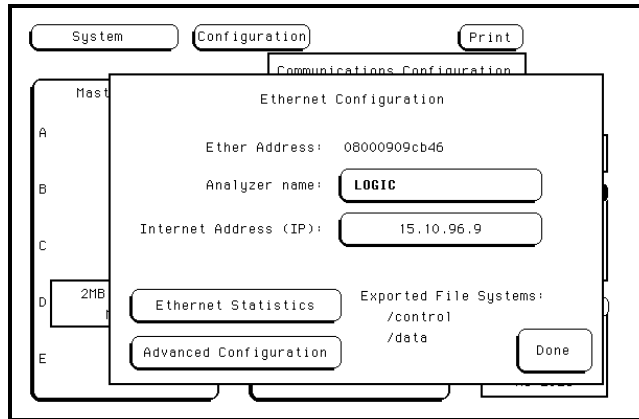 System Configuration Print
Communications Configuration
Mast
Ethernet Configuration
A
Ether Address: 08000909cb46
B
Analyzer name: LOGIC
Internet Address (IP): 15.10.96.9
C
D
2MB
Ethernet Statistics
Exported File Systems:
/control
/data
Advanced Configuration
Done
E